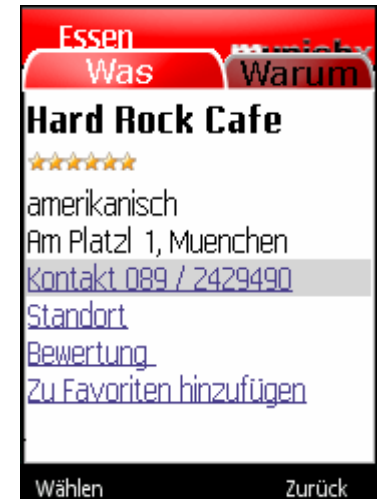 Essen
Was
Warum
Hard Rock Cafe
amerikanisch
Am Platzl 1, Muenchen
Kontakt 089 / 2429490
Standort
Bewertung
Zu Favoriten hinzufügen
Wählen
Zurück